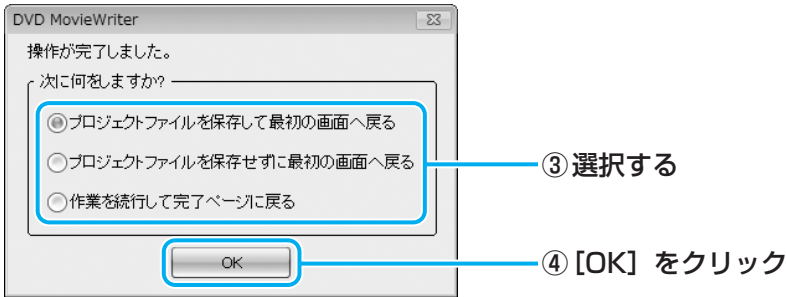 DVD MovieWriter
操作が完了しました。
次に何をしますか?
プロジェクトファイルを保存して最初の画面へ戻る
プロジェクトファイルを保存せずに最初の画面へ戻る
③選択する
作業を続行して完了ページに戻る
OK
④[OK]をクリック